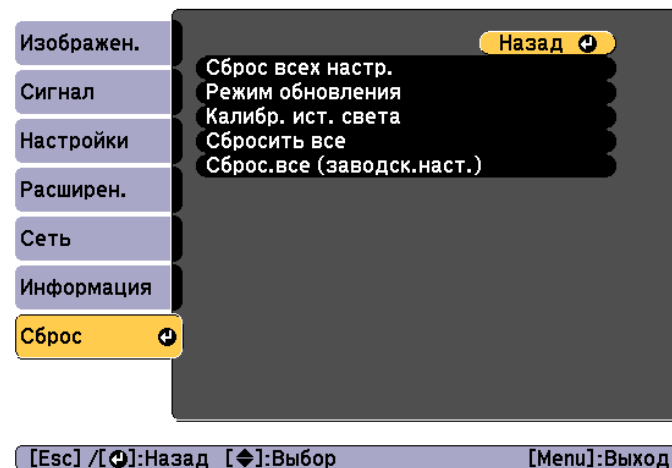 Изображен.
Сигнал
Настройки
Расширен.
Сеть
Информация
Сброс
Назад
Сброс всех настр.
Режим обновления
Калибр. ист. света
Сбросить все
Сброс.все (заводск.наст.)
[Esc] /[ ]:Назад [ ]:Выбор [Menu]:Выход